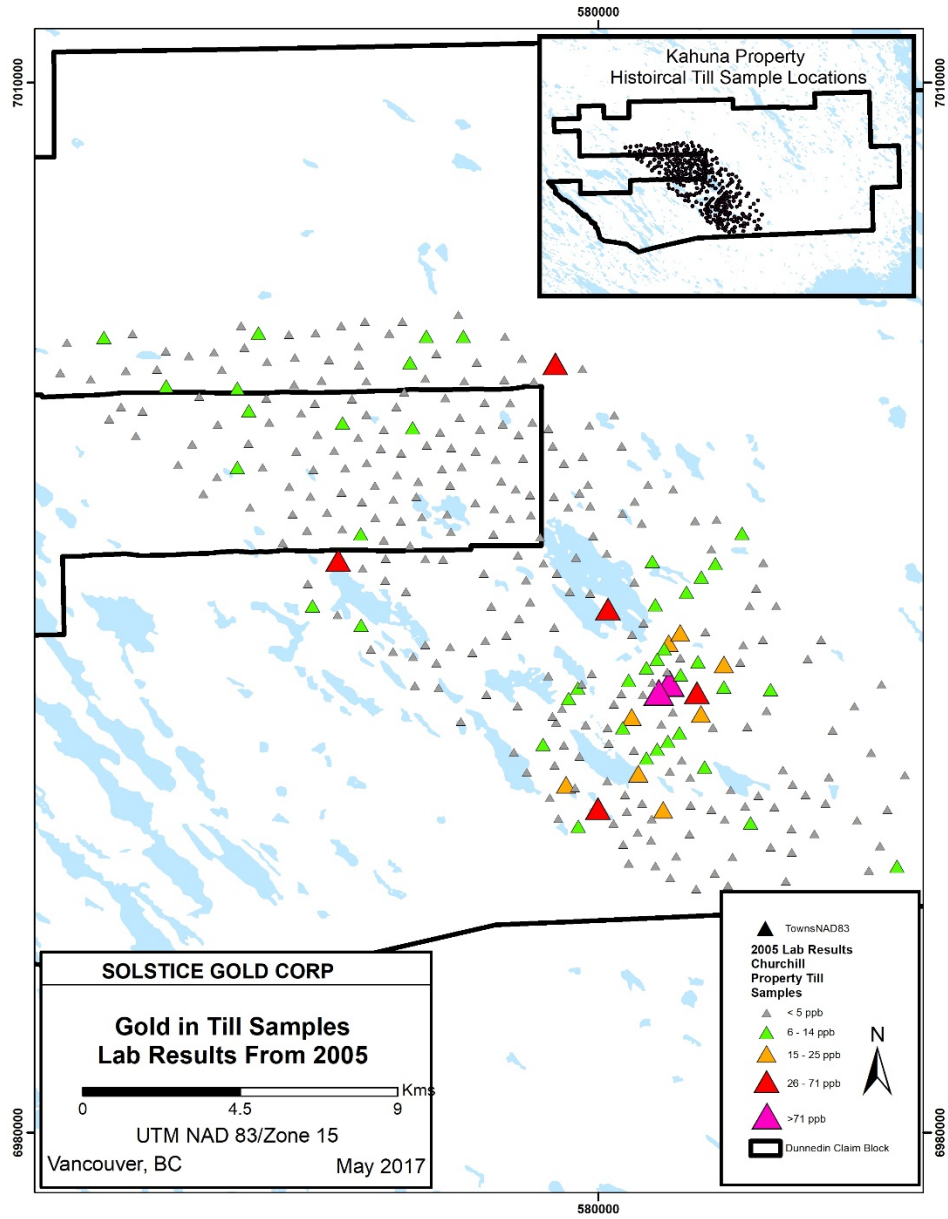 580000
7010000
7010000
Kahuna Property
Histoircal Till Sample Locations
TownsNAD83
2005 Lab Results
Churchill
Property Till
Samples
< 5 ppb
6 - 14 ppb
15 - 25 ppb
26 - 71 ppb
>71 ppb
Dunnedin Claim Block
N
SOLSTICE GOLD CORP
Gold in Till Samples
Lab Results From 2005
Kms
0 4.5 9
UTM NAD 83/Zone 15
Vancouver, BC May 2017
6980000
6980000
580000